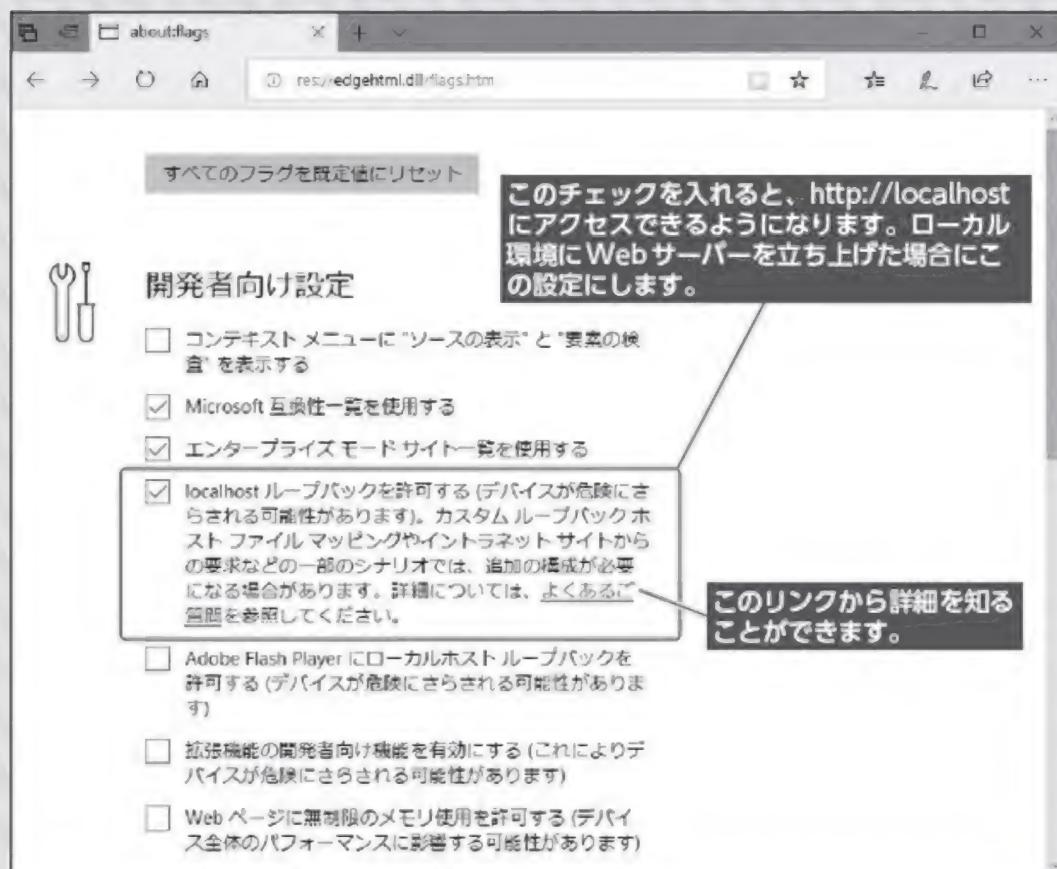 about:flags
res://edgehtml.dll/flags.htm
すべてのフラグを既定値にリセット
このチェックを入れると、http://localhost
にアクセスできるようになります。ローカル
環境にWebサーバーを立ち上げた場合にこ
の設定にします。
開発者向け設定
コンテキスト メニューに "ソースの表示" と "要素の検
査" を表示する
Microsoft 互換性一覧を使用する
エンタープライズ モード サイト一覧を使用する
localhost ループバックを許可する (デバイスが危険にさ
らされる可能性があります)。カスタム ループバック ホ
スト ファイル マッピングやイントラネット サイトから
の要求などの一部のシナリオでは、追加の構成が必要
になる場合があります。詳細については、よくあるご
質問を参照してください。
このリンクから詳細を知る
ことができます。
Adobe Flash Player にローカルホスト ループバックを
許可する (デバイスが危険にさらされる可能性がありま
す)
拡張機能の開発者向け機能を有効にする (これによりデ
バイスが危険にさらされる可能性があります)
Web ページに無制限のメモリ使用を許可する (デバイ
ス全体のパフォーマンスに影響する可能性があります)